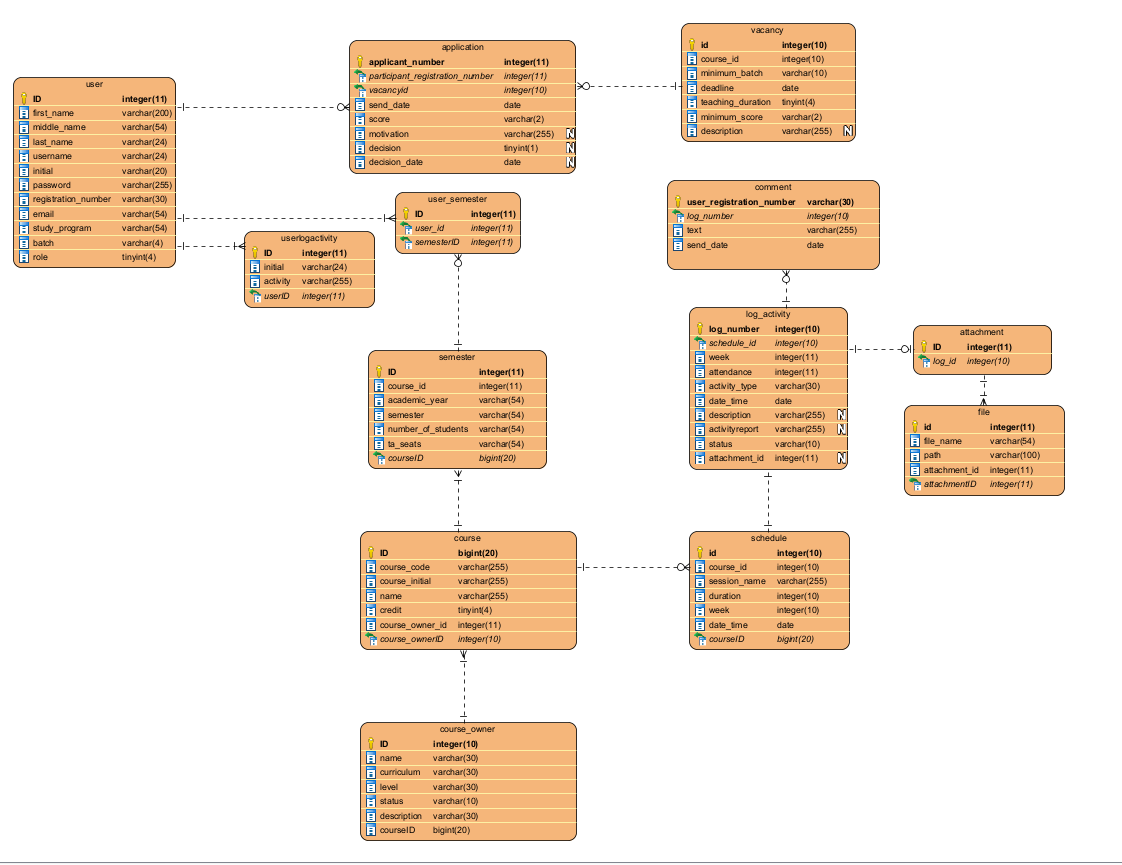 user
ID integer(11)
first_name varchar(200)
middle_name varchar(54)
last_name varchar(24)
username varchar(24)
initial varchar(20)
password varchar(255)
registration_number varchar(30)
email varchar(54)
study_program varchar(54)
batch varchar(4)
role tinyint(4)
application
applicant_number integer(11)
participant_registration_number integer(11)
vacancyid integer(10)
send_date date
score varchar(2)
motivation varchar(255) N
decision tinyint(1) N
decision_date date N
vacancy
id integer(10)
course_id integer(10)
minimum_batch varchar(10)
deadline date
teaching_duration tinyint(4)
minimum_score varchar(2)
description varchar(255) N
user_semester
ID integer(11)
user_id integer(11)
semesterID integer(11)
userlogactivity
ID integer(11)
initial varchar(24)
activity varchar(255)
userID integer(11)
comment
user_registration_number varchar(30)
log_number integer(10)
text varchar(255)
send_date date
log_activity
log_number integer(10)
schedule_id integer(10)
week integer(11)
attendance integer(11)
activity_type varchar(30)
date_time date
description varchar(255) N
activityreport varchar(255) N
status varchar(10)
attachment_id integer(11) N
attachment
ID integer(11)
log_id integer(10)
file
id integer(11)
file_name varchar(54)
path varchar(100)
attachment_id integer(11)
attachmentID integer(11)
semester
ID integer(11)
course_id integer(11)
academic_year varchar(54)
semester varchar(54)
number_of_students varchar(54)
ta_seats varchar(54)
courseID bigint(20)
course
ID bigint(20)
course_code varchar(255)
course_initial varchar(255)
name varchar(255)
credit tinyint(4)
course_owner_id integer(11)
course_ownerID integer(10)
schedule
id integer(10)
course_id integer(10)
session_name varchar(255)
duration integer(10)
week integer(10)
date_time date
courseID bigint(20)
course_owner
ID integer(10)
name varchar(30)
curriculum varchar(30)
level varchar(30)
status varchar(10)
description varchar(30)
courseID bigint(20)